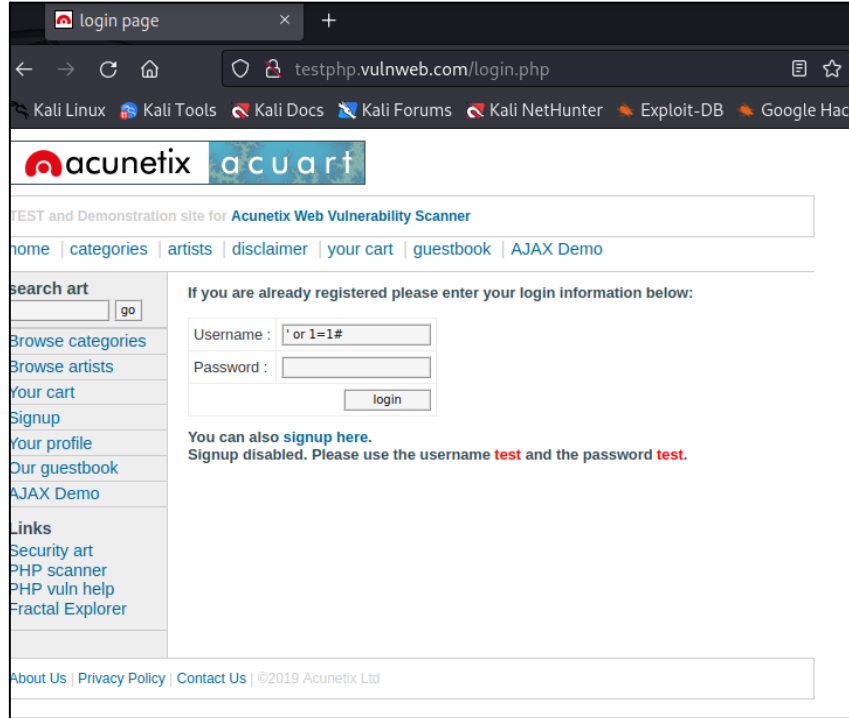 login page
testphp.vulnweb.com/login.php
Kali Linux Kali Tools Kali Docs Kali Forums Kali NetHunter Exploit-DB Google Hac
acunetix acuart
TEST and Demonstration site for Acunetix Web Vulnerability Scanner
home | categories | artists | disclaimer | your cart | guestbook | AJAX Demo
search art
go
Browse categories
Browse artists
Your cart
Signup
Your profile
Our guestbook
AJAX Demo
Links
Security art
PHP scanner
PHP vuln help
Fractal Explorer
If you are already registered please enter your login information below:
Username : ' or 1=1#
Password :
login
You can also signup here.
Signup disabled. Please use the username test and the password test.
About Us | Privacy Policy | Contact Us | ©2019 Acunetix Ltd